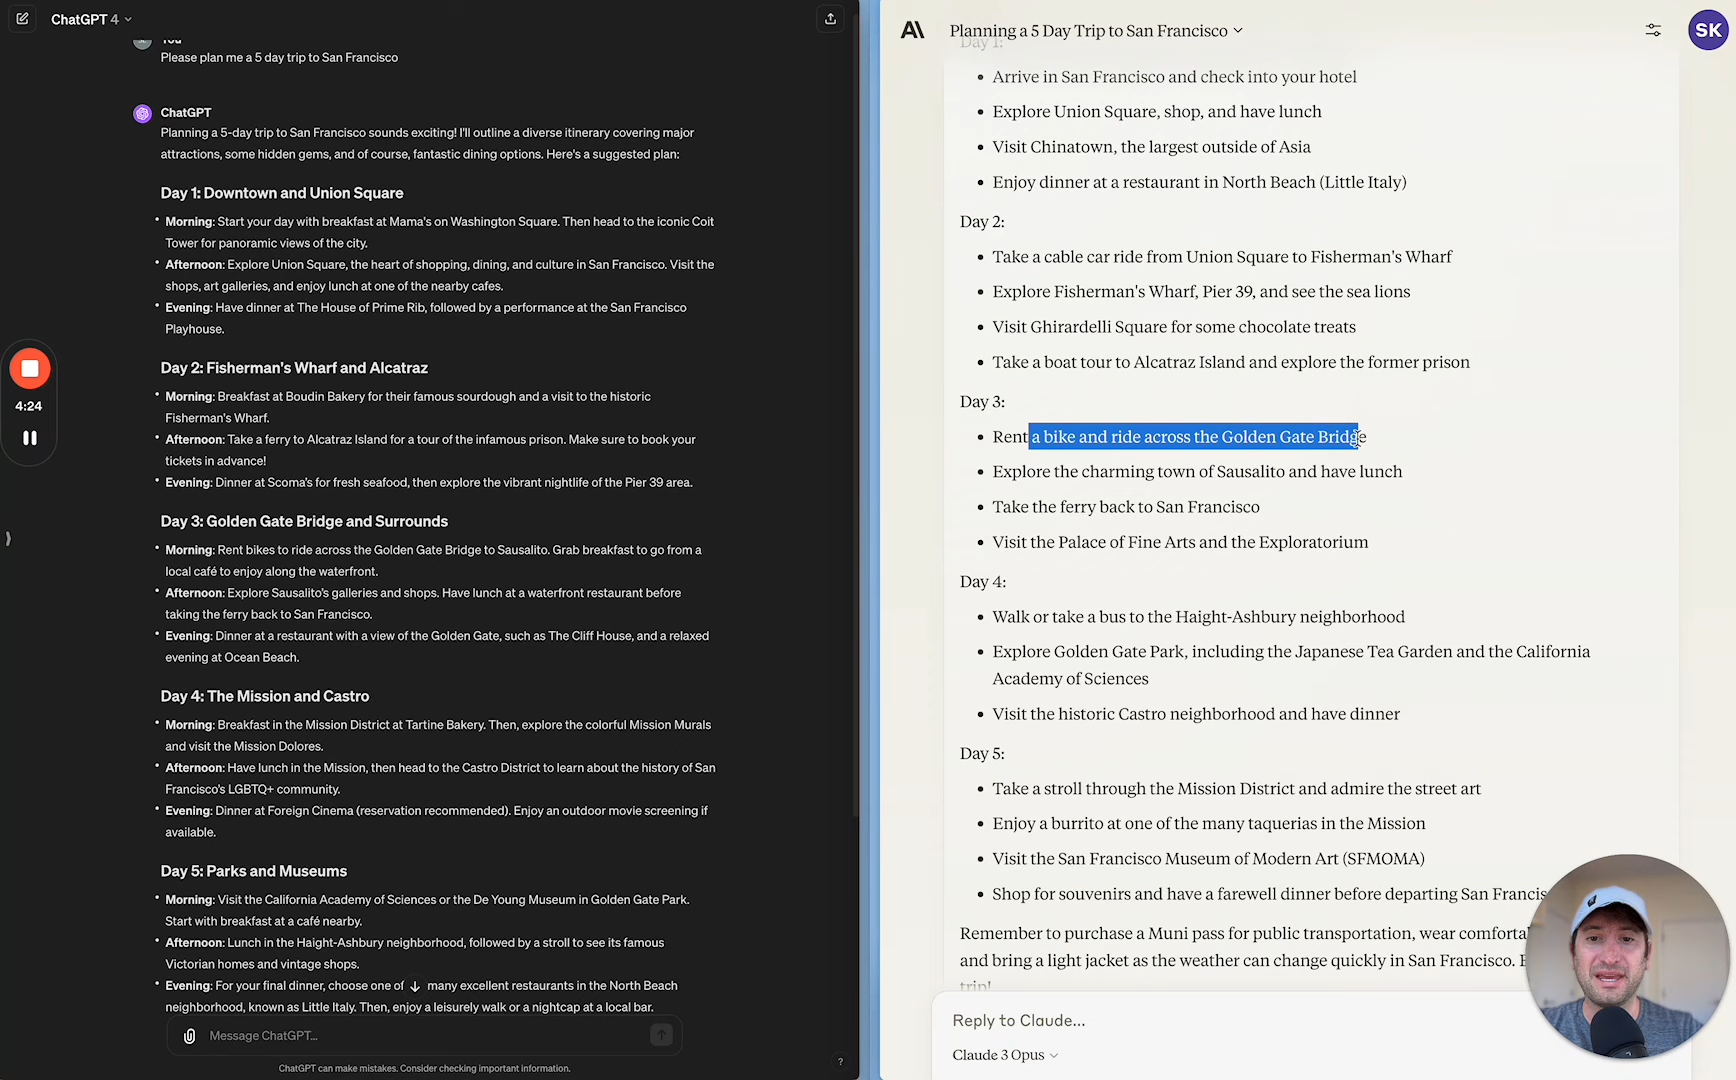 ChatGPT 4
You
Please plan me a 5 day trip to San Francisco
ChatGPT
Planning a 5-day trip to San Francisco sounds exciting! I'll outline a diverse itinerary covering major
attractions, some hidden gems, and of course, fantastic dining options. Here's a suggested plan:
Day 1: Downtown and Union Square
• Morning: Start your day with breakfast at Mama's on Washington Square. Then head to the iconic Coit
Tower for panoramic views of the city.
• Afternoon: Explore Union Square, the heart of shopping, dining, and culture in San Francisco. Visit the
shops, art galleries, and enjoy lunch at one of the nearby cafes.
• Evening: Have dinner at The House of Prime Rib, followed by a performance at the San Francisco
Playhouse.
Day 2: Fisherman's Wharf and Alcatraz
• Morning: Breakfast at Boudin Bakery for their famous sourdough and a visit to the historic
Fisherman's Wharf.
• Afternoon: Take a ferry to Alcatraz Island for a tour of the infamous prison. Make sure to book your
tickets in advance!
• Evening: Dinner at Scoma's for fresh seafood, then explore the vibrant nightlife of the Pier 39 area.
Day 3: Golden Gate Bridge and Surrounds
• Morning: Rent bikes to ride across the Golden Gate Bridge to Sausalito. Grab breakfast to go from a
local café to enjoy along the waterfront.
• Afternoon: Explore Sausalito's galleries and shops. Have lunch at a waterfront restaurant before
taking the ferry back to San Francisco.
• Evening: Dinner at a restaurant with a view of the Golden Gate, such as The Cliff House, and a relaxed
evening at Ocean Beach.
Day 4: The Mission and Castro
• Morning: Breakfast in the Mission District at Tartine Bakery. Then, explore the colorful Mission Murals
and visit the Mission Dolores.
• Afternoon: Have lunch in the Mission, then head to the Castro District to learn about the history of San
Francisco's LGBTQ+ community.
• Evening: Dinner at Foreign Cinema (reservation recommended). Enjoy an outdoor movie screening if
available.
Day 5: Parks and Museums
• Morning: Visit the California Academy of Sciences or the De Young Museum in Golden Gate Park.
Start with breakfast at a café nearby.
• Afternoon: Lunch in the Haight-Ashbury neighborhood, followed by a stroll to see its famous
Victorian homes and vintage shops.
• Evening: For your final dinner, choose one of many excellent restaurants in the North Beach
neighborhood, known as Little Italy. Then, enjoy a leisurely walk or a nightcap at a local bar.
Message ChatGPT...
ChatGPT can make mistakes. Consider checking important information.
?
4:24
A\
Planning a 5 Day Trip to San Francisco
SK
Day 1:
• Arrive in San Francisco and check into your hotel
• Explore Union Square, shop, and have lunch
• Visit Chinatown, the largest outside of Asia
• Enjoy dinner at a restaurant in North Beach (Little Italy)
Day 2:
• Take a cable car ride from Union Square to Fisherman's Wharf
• Explore Fisherman's Wharf, Pier 39, and see the sea lions
• Visit Ghirardelli Square for some chocolate treats
• Take a boat tour to Alcatraz Island and explore the former prison
Day 3:
• Rent a bike and ride across the Golden Gate Bridge
• Explore the charming town of Sausalito and have lunch
• Take the ferry back to San Francisco
• Visit the Palace of Fine Arts and the Exploratorium
Day 4:
• Walk or take a bus to the Haight-Ashbury neighborhood
• Explore Golden Gate Park, including the Japanese Tea Garden and the California
Academy of Sciences
• Visit the historic Castro neighborhood and have dinner
Day 5:
• Take a stroll through the Mission District and admire the street art
• Enjoy a burrito at one of the many taquerias in the Mission
• Visit the San Francisco Museum of Modern Art (SFMOMA)
• Shop for souvenirs and have a farewell dinner before departing San Francis
Remember to purchase a Muni pass for public transportation, wear comforta
and bring a light jacket as the weather can change quickly in San Francisco.
trip!
Reply to Claude...
Claude 3 Opus